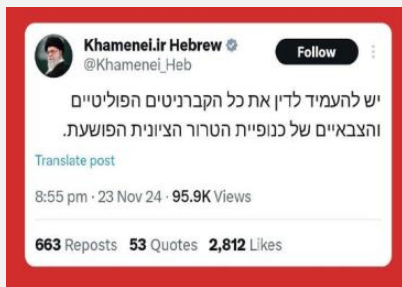 Khamenei.ir Hebrew
@Khamenei_Heb
Follow
יש להעמיד לדין את כל הקברניטים הפוליטיים
והצבאיים של כנופיית הטרור הציונית הפושעת.
Translate post
8:55 pm · 23 Nov 24 · 95.9K Views
663 Reposts 53 Quotes 2,812 Likes